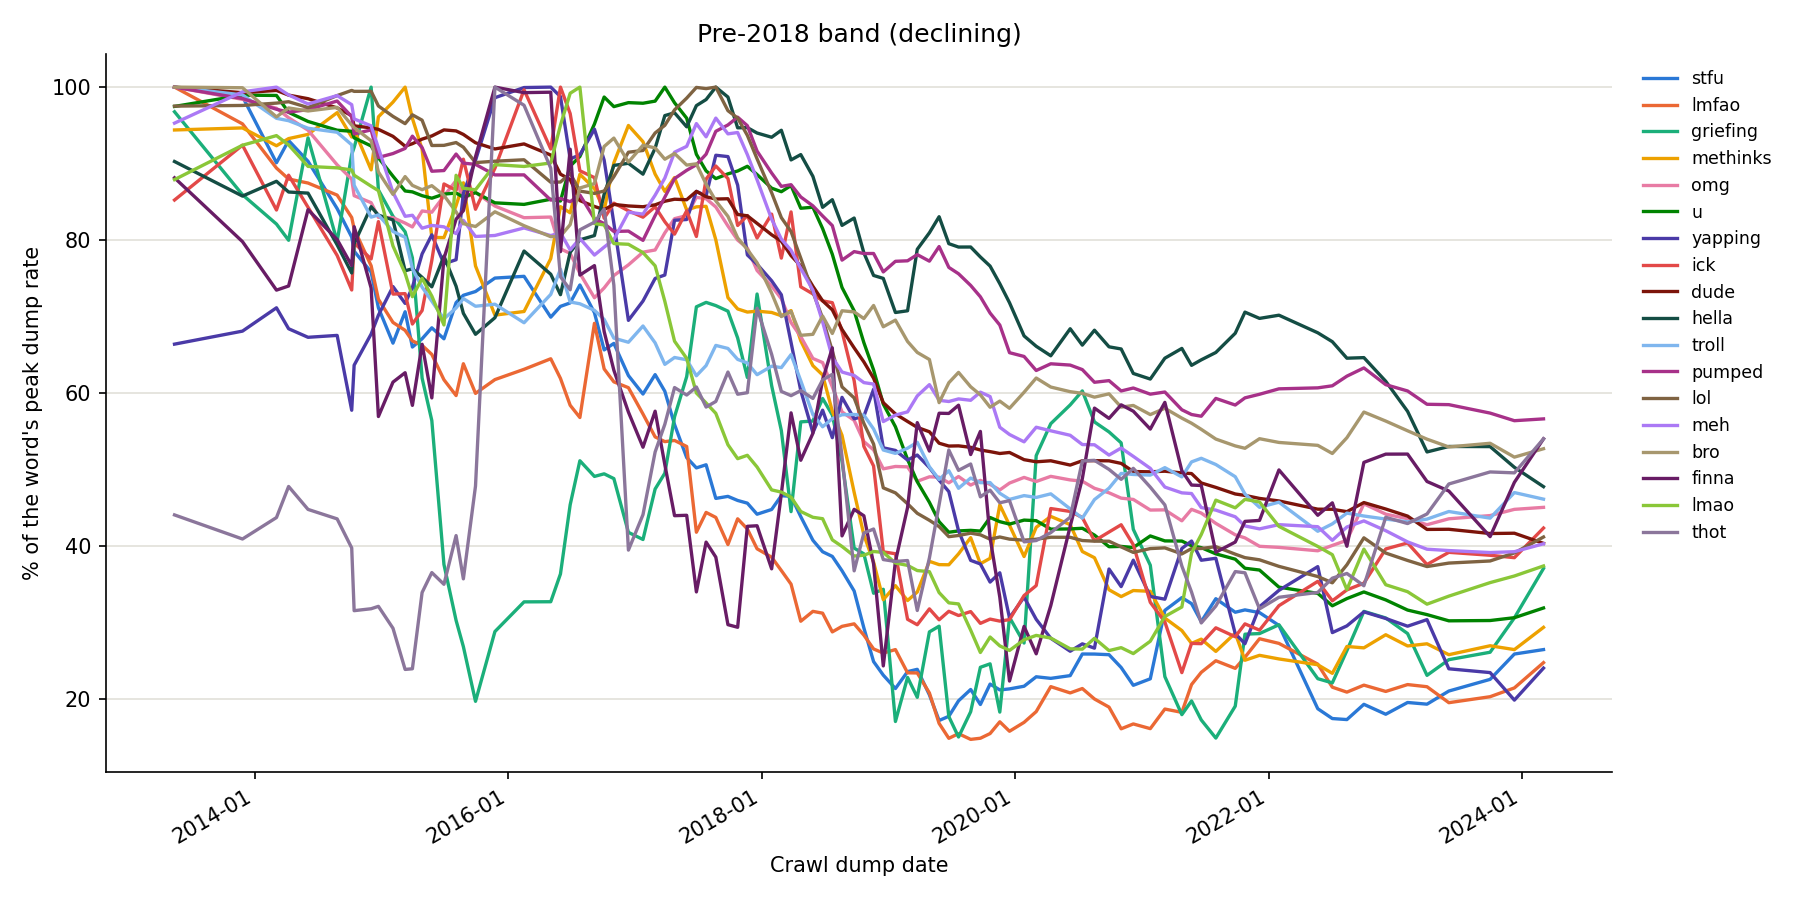 Pre-2018 band (declining)
% of the word's peak dump rate
100
80
60
40
20
2014-01
2016-01
2018-01
2020-01
2022-01
2024-01
Crawl dump date
stfu
lmfao
griefing
methinks
omg
u
yapping
ick
dude
hella
troll
pumped
lol
meh
bro
finna
lmao
thot